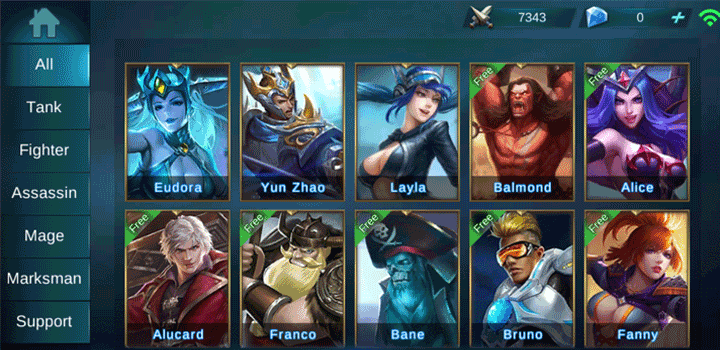 7343
0
All
Tank
Fighter
Assassin
Mage
Marksman
Support
Eudora
Yun Zhao
Layla
Free
Balmond
Free
Alice
Free
Alucard
Free
Franco
Free
Bane
Free
Bruno
Free
Fanny